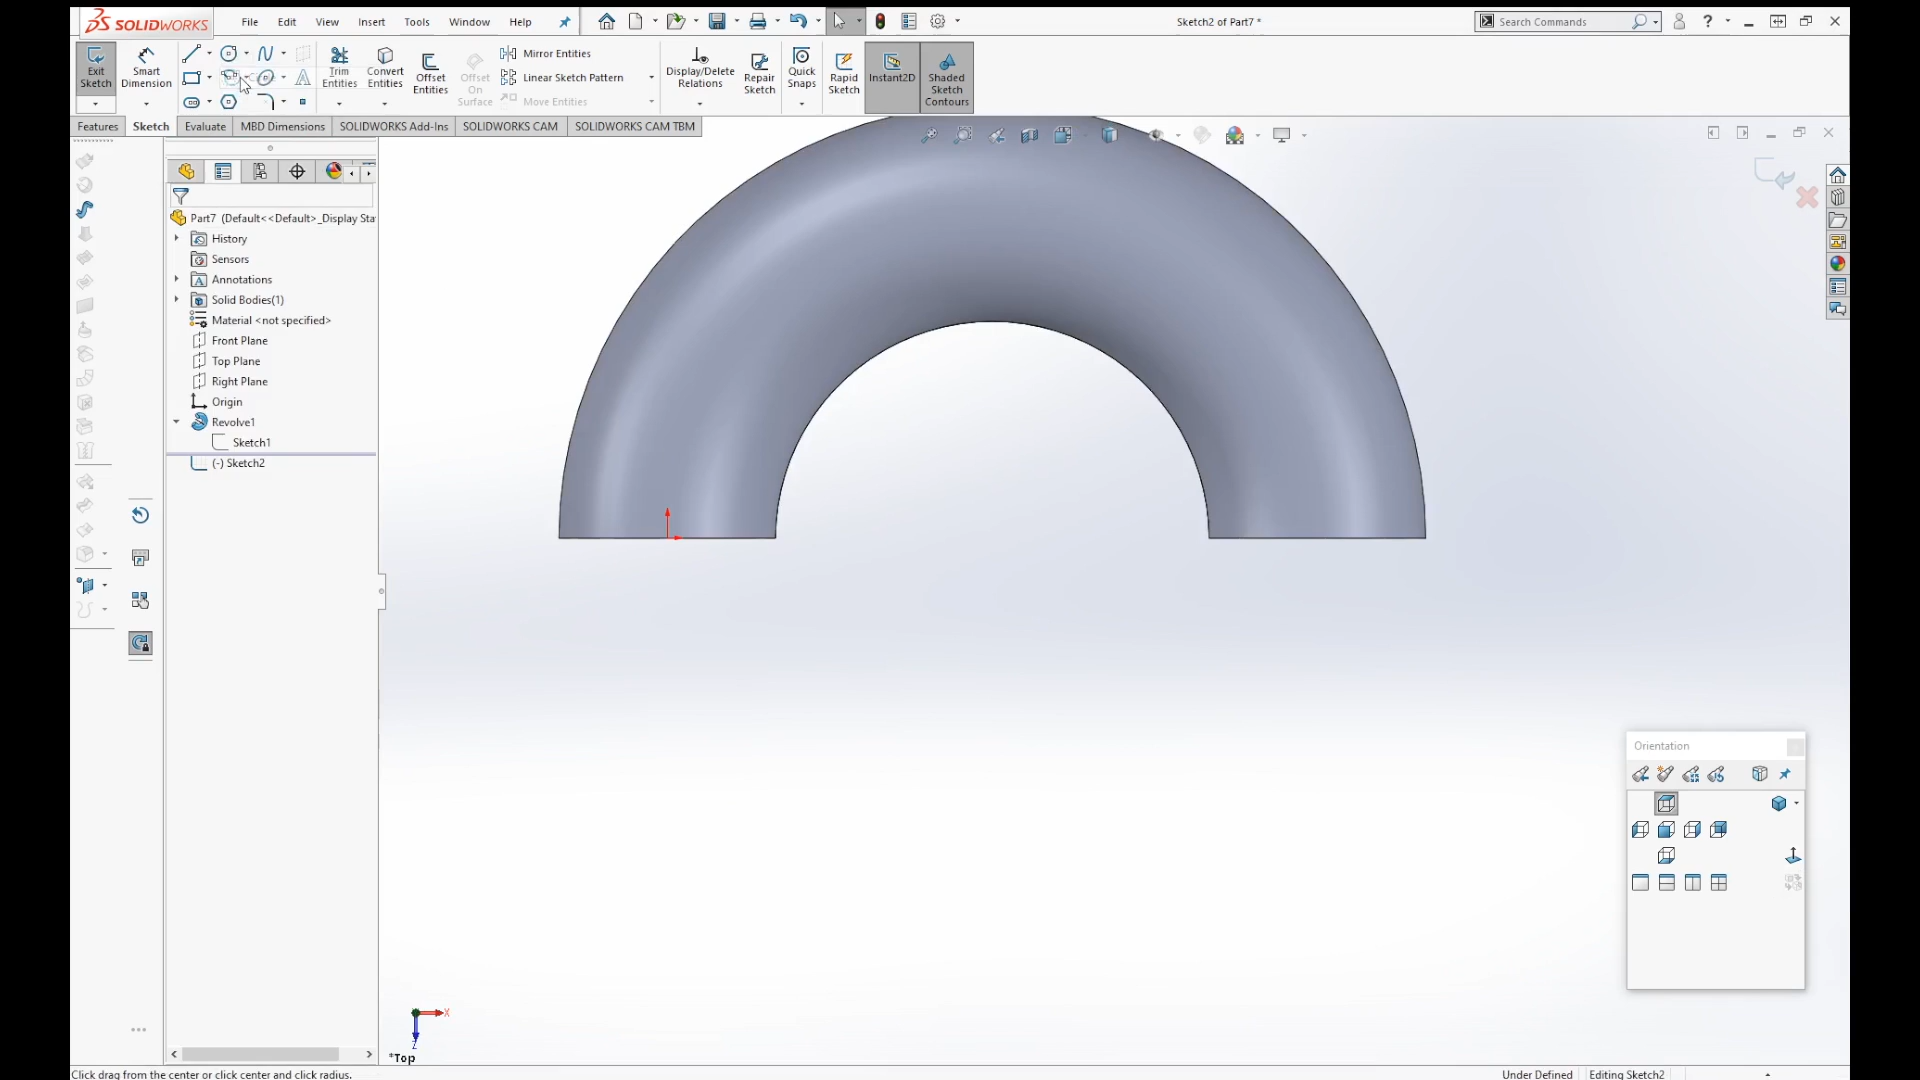 SOLIDWORKS
File
Edit
View
Insert
Tools
Window
Help
Sketch2 of Part7 *
Search Commands
Exit
Sketch
Smart
Dimension
Trim
Entities
Convert
Entities
Offset
Entities
Offset
On
Surface
Mirror Entities
Linear Sketch Pattern
Move Entities
Display/Delete
Relations
Repair
Sketch
Quick
Snaps
Rapid
Sketch
Instant2D
Shaded
Sketch
Contours
Features
Sketch
Evaluate
MBD Dimensions
SOLIDWORKS Add-Ins
SOLIDWORKS CAM
SOLIDWORKS CAM TBM
Part7 (Default<<Default>_Display Sta
History
Sensors
Annotations
Solid Bodies(1)
Material <not specified>
Front Plane
Top Plane
Right Plane
Origin
Revolve1
Sketch1
(-) Sketch2
Orientation
X
Z
*Top
Click drag from the center or click center and click radius.
Under Defined
Editing Sketch2